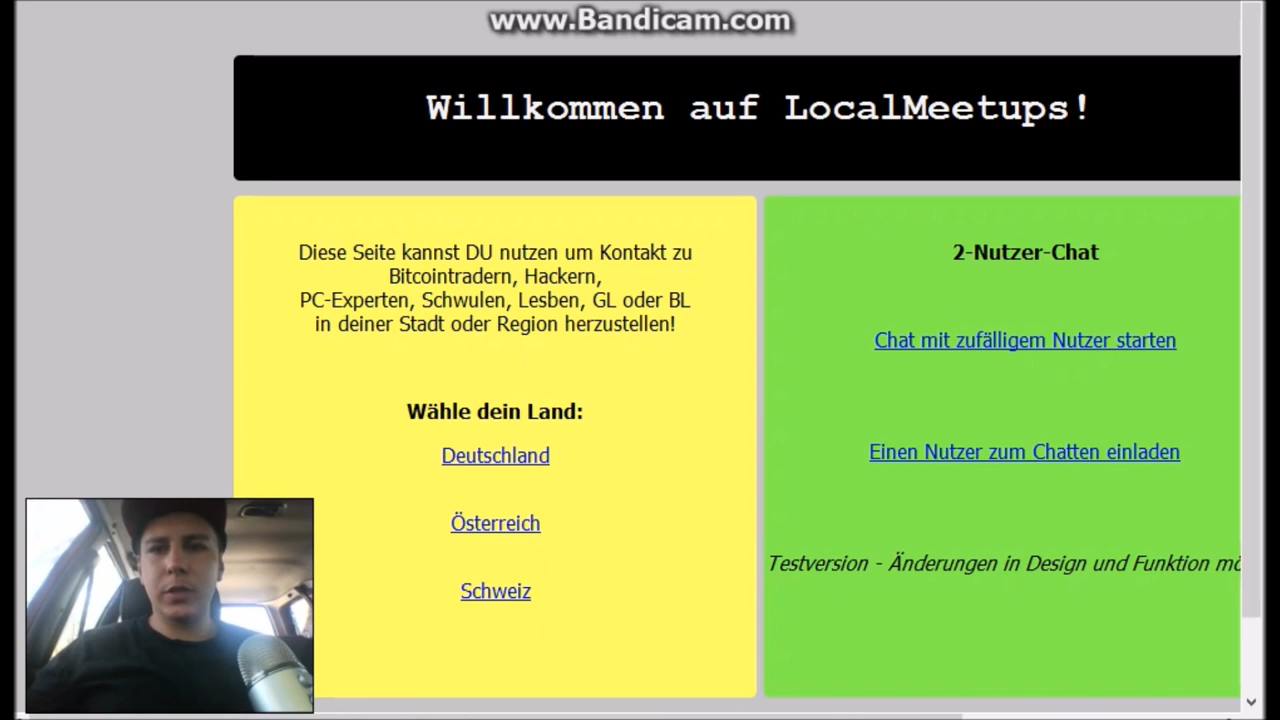 www.Bandicam.com
Willkommen auf LocalMeetups!
Diese Seite kannst DU nutzen um Kontakt zu
Bitcointradern, Hackern,
PC-Experten, Schwulen, Lesben, GL oder BL
in deiner Stadt oder Region herzustellen!
Wähle dein Land:
Deutschland
Österreich
Schweiz
2-Nutzer-Chat
Chat mit zufälligem Nutzer starten
Einen Nutzer zum Chatten einladen
Testversion - Änderungen in Design und Funktion